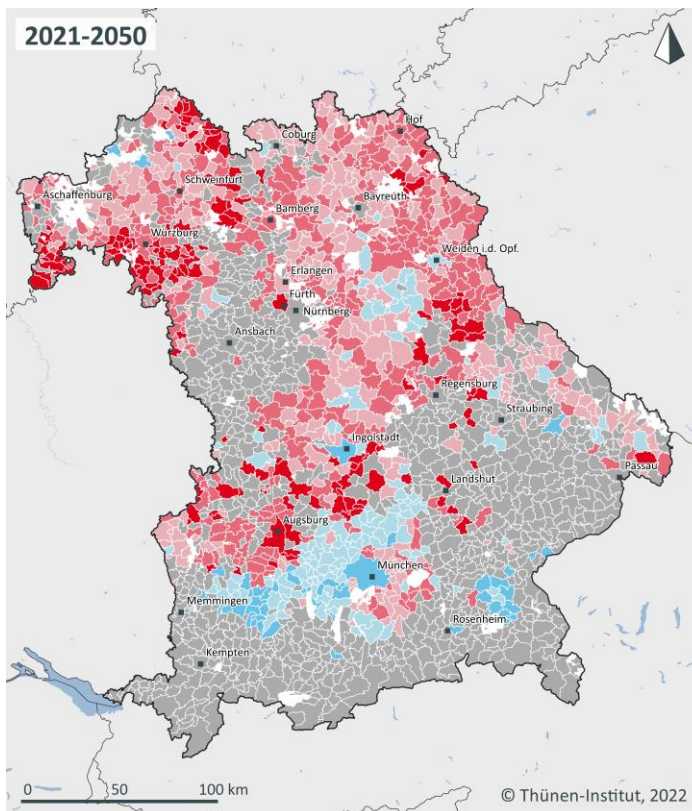 2021-2050
Hof
Coburg
Aschaffenburg
Schweinfurt
Bamberg
Bayreuth
Würzburg
Weiden i.d. Opf.
Erlangen
Fürth
Nürnberg
Ansbach
Regensburg
Straubing
Ingolstadt
Passau
Landshut
Augsburg
München
Memmingen
Rosenheim
Kempten
0 50 100 km
© Thünen-Institut, 2022